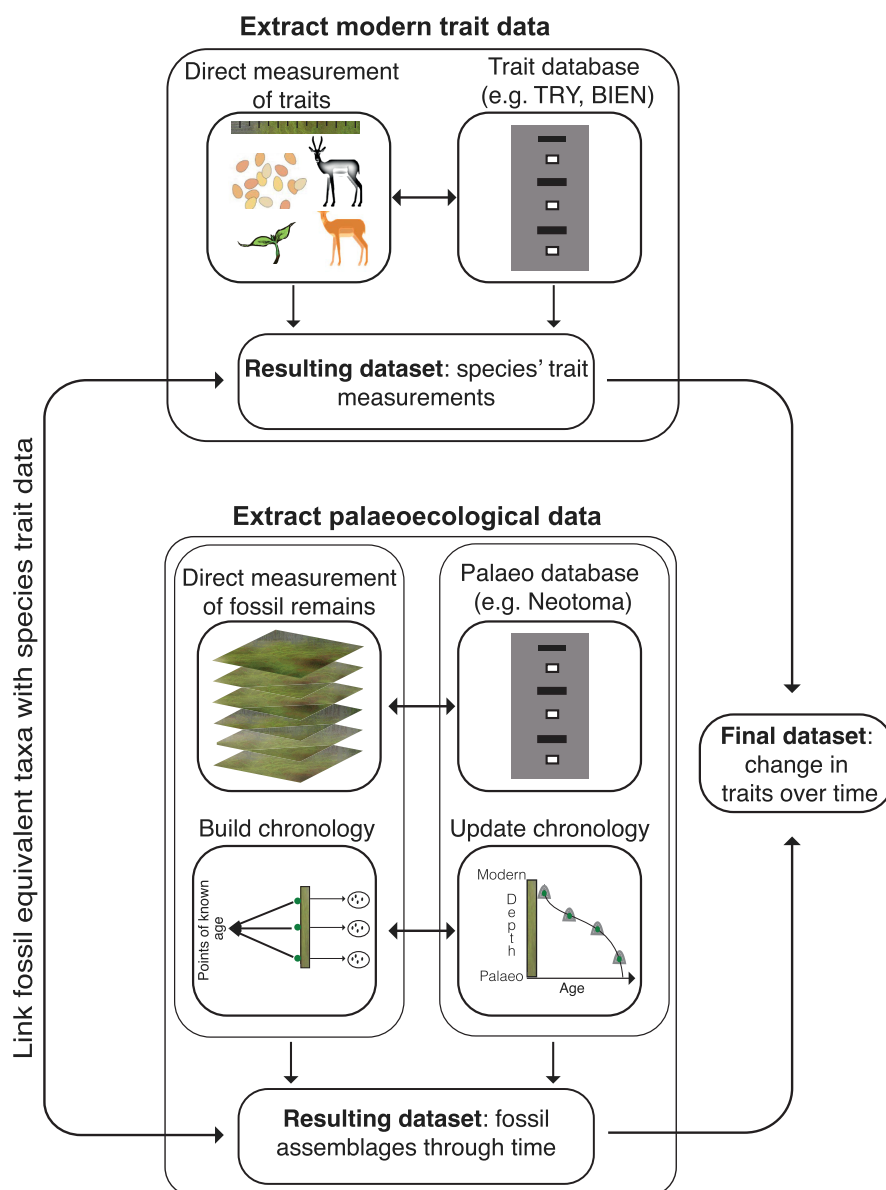 Extract modern trait data
Direct measurement
of traits
Trait database
(e.g. TRY, BIEN)
Resulting dataset: species’ trait
measurements
Link fossil equivalent taxa with species trait data
Extract palaeoecological data
Direct measurement
of fossil remains
Palaeo database
(e.g. Neotoma)
Build chronology
Points of known
age
Update chronology
Modern
Depth
Palaeo
Age
Resulting dataset: fossil
assemblages through time
Final dataset:
change in
traits over time